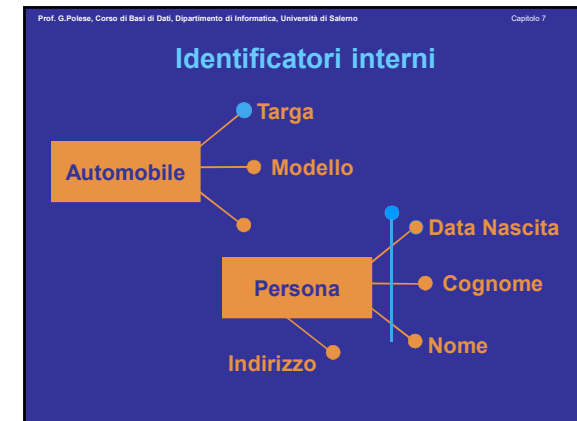 Prof. G.Polese, Corso di Basi di Dati, Dipartimento di Informatica, Università di Salerno Capitolo 7
Identificatori interni
Targa
Automobile
Modello
Data Nascita
Persona
Cognome
Nome
Indirizzo